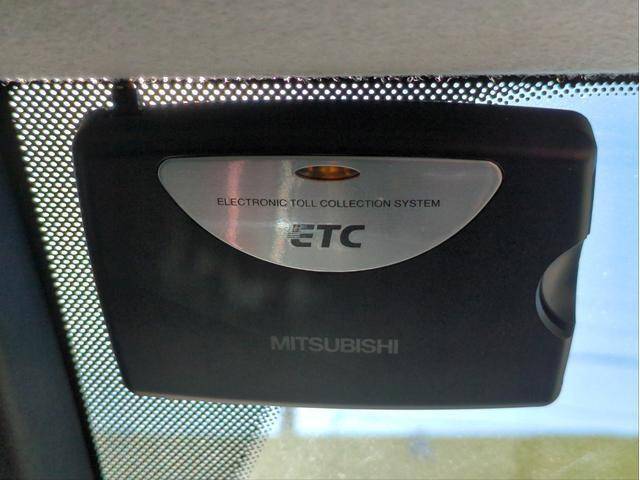 ELECTRONIC TOLL COLLECTION SYSTEM
ETC
MITSUBISHI